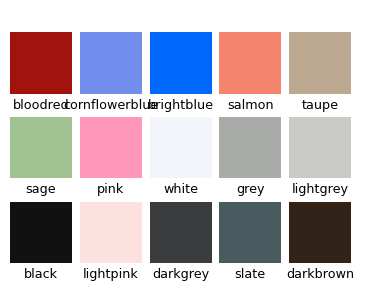 bloodred cornflowerblue brightblue salmon taupe
sage pink white grey lightgrey
black lightpink darkgrey slate darkbrown